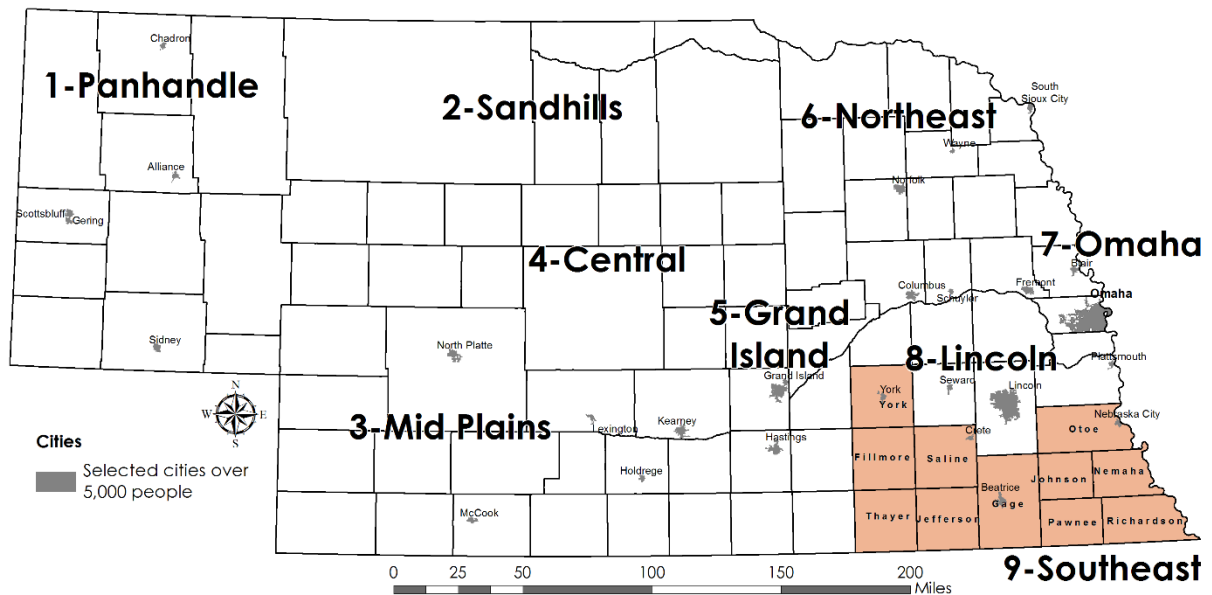 Chadron
1-Panhandle
2-Sandhills
South
Sioux City
6-Northeast
Wayne
Alliance
Norfolk
Scottsbluff
Gering
7-Omaha
4-Central
Blair
Columbus
Schuyler
Fremont
Omaha
5-Grand
Island
Sidney
North Platte
8-Lincoln
Plattsmouth
Grand Island
Seward
Lincoln
York
York
N
W
E
S
3-Mid Plains
exington
Kearney
Nebraska City
Otoe
Hastings
Crete
Cities
Selected cities over
5,000 people
Holdrege
Fillmore
Saline
Johnson
Nemaha
Beatrice
Gage
McCook
Thayer
Jefferson
Pawnee
Richardson
9-Southeast
0
25
50
100
150
200
Miles